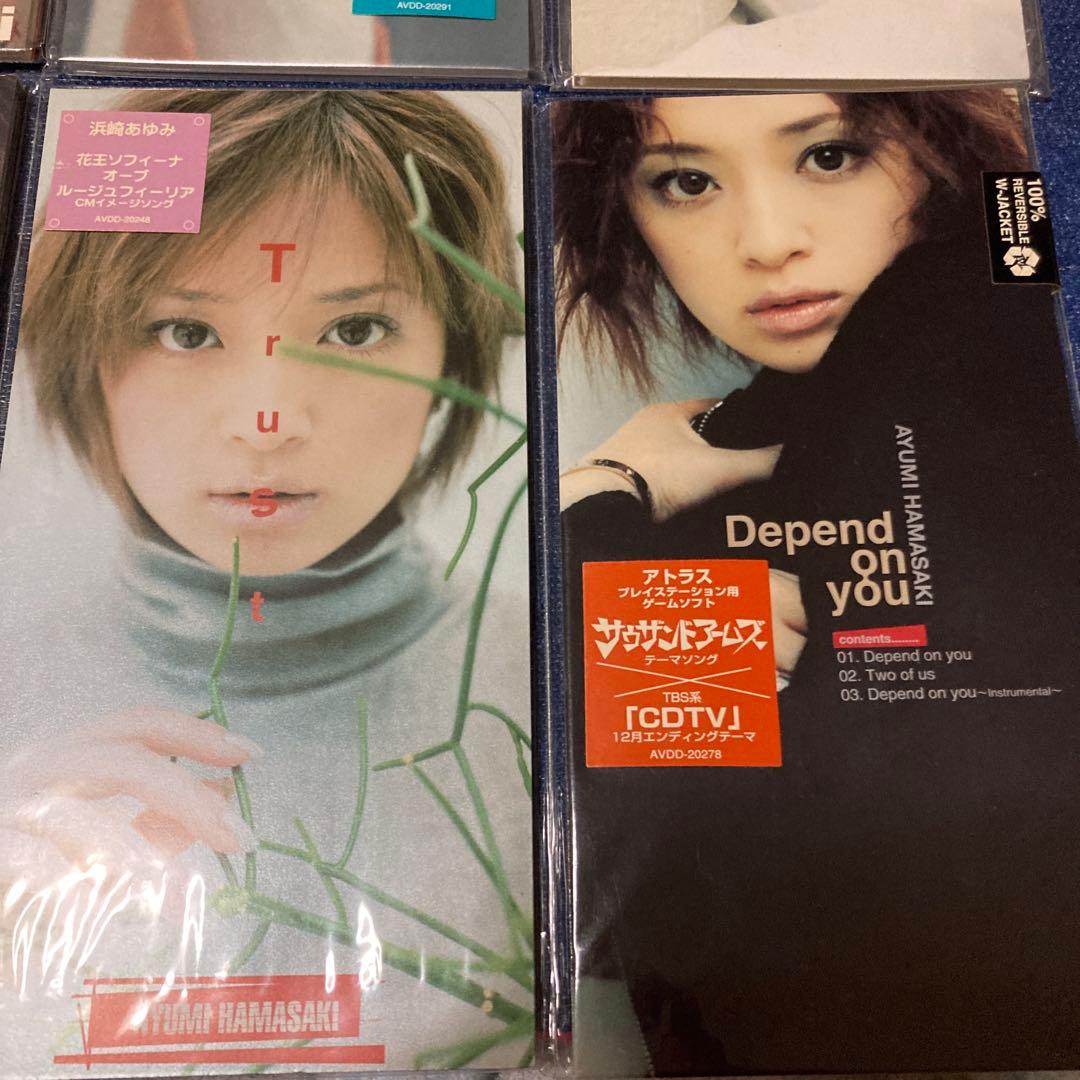 i
AVDD-20291
浜崎あゆみ
花王ソフィーナ
オーブ
ルージュフィーリア
CMイメージソング
AVDD-20248
Trust
AYUMI HAMASAKI
100%
REVERSIBLE
W-JACKET
AYUMI HAMASAKI
Depend
on
you
contents........
01. Depend on you
02. Two of us
03. Depend on you～Instrumental～
アトラス
プレイステーション用
ゲームソフト
サウザンドアームズ
テーマソング
TBS系
「CDTV」
12月エンディングテーマ
AVDD-20278